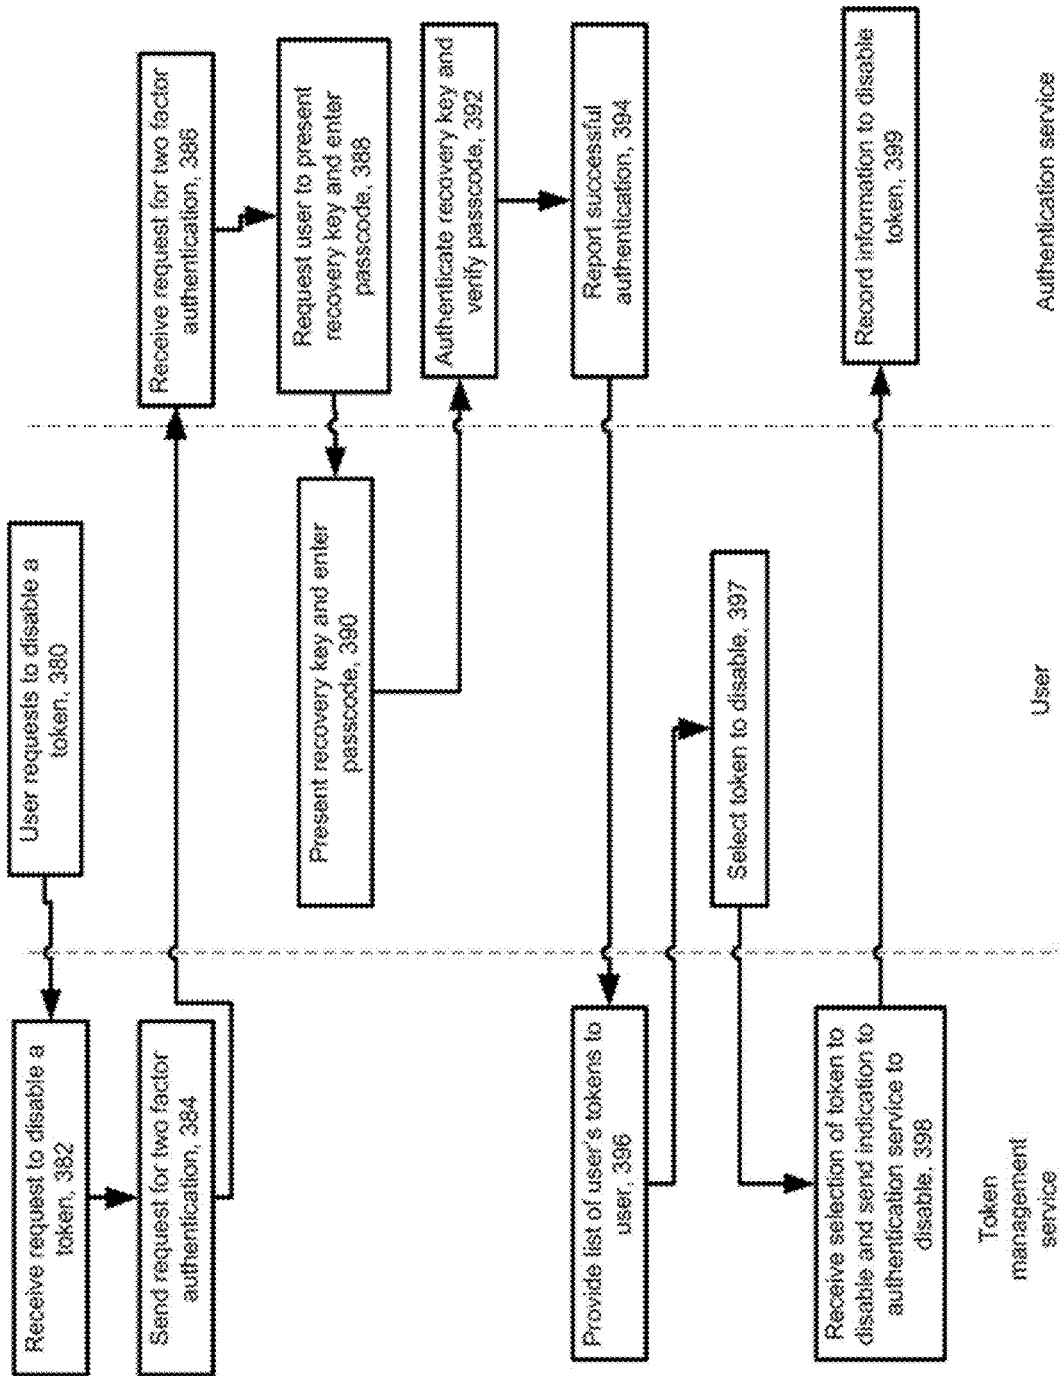 User requests to disable a
token, 380
Receive request to disable a
token, 382
Send request for two factor
authentication, 384
Receive request for two factor
authentication, 386
Request user to present
recovery key and enter
passcode, 388
Present recovery key and enter
passcode, 390
Authenticate recovery key and
verify passcode, 392
Report successful
authentication, 394
Provide list of user's tokens to
user, 396
Select token to disable, 397
Receive selection of token to
disable and send indication to
authentication service to
disable, 398
Record information to disable
token, 399
Token
management
service
User
Authentication service